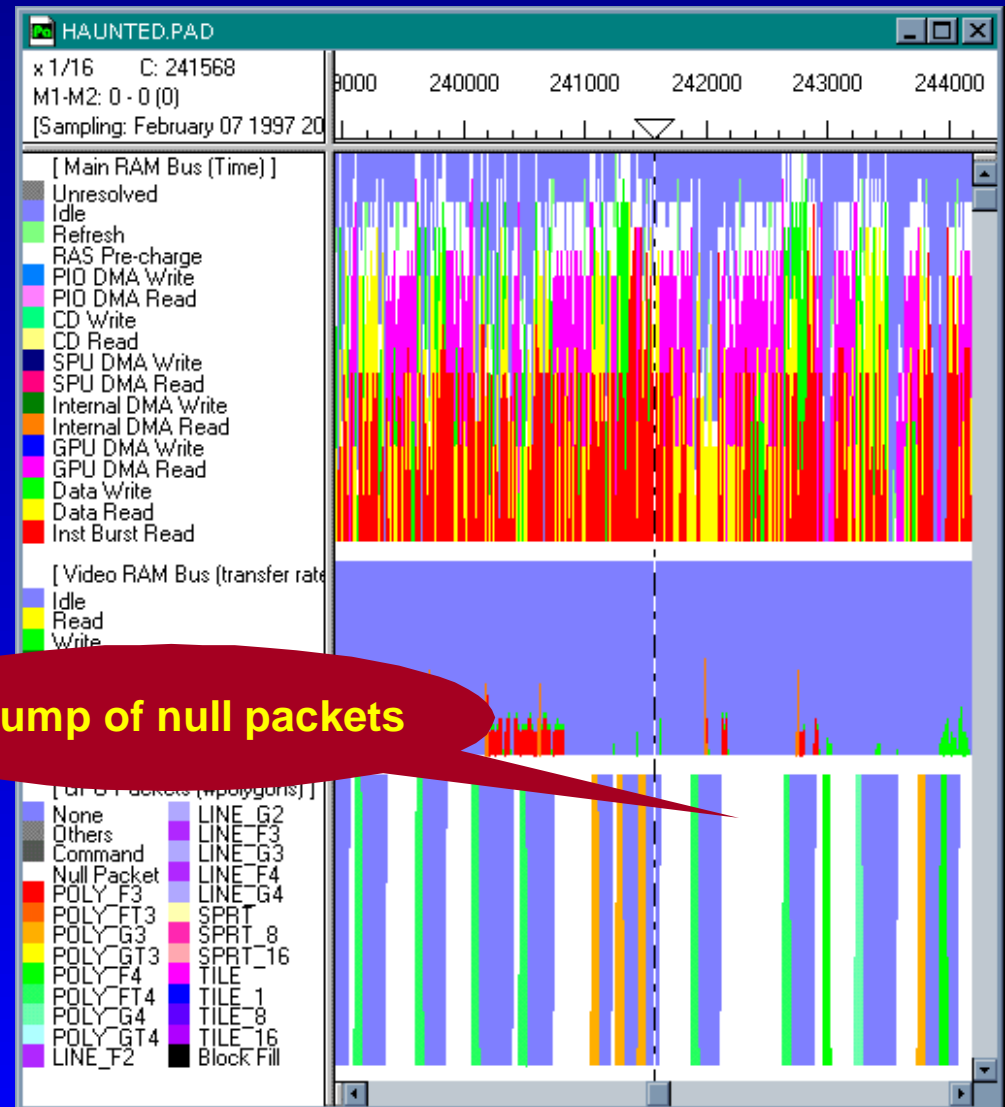 HAUNTED.PAD
x 1/16 C: 241568
M1-M2: 0 - 0 (0)
[Sampling: February 07 1997 20
240000 241000 242000 243000 244000
[ Main RAM Bus (Time) ]
Unresolved
Idle
Refresh
RAS Pre-charge
PIO DMA Write
PIO DMA Read
CD Write
CD Read
SPU DMA Write
SPU DMA Read
Internal DMA Write
Internal DMA Read
GPU DMA Write
GPU DMA Read
Data Write
Data Read
Inst Burst Read
[ Video RAM Bus (transfer rate
Idle
Read
Write
ump of null packets
None
Others
Command
Null Packet
POLY_F3
POLY_FT3
POLY_G3
POLY_GT3
POLY_F4
POLY_FT4
POLY_G4
POLY_GT4
LINE_F2
LINE_G2
LINE_F3
LINE_G3
LINE_F4
LINE_G4
SPRT
SPRT_8
SPRT_16
TILE
TILE_1
TILE_8
TILE_16
Block Fill